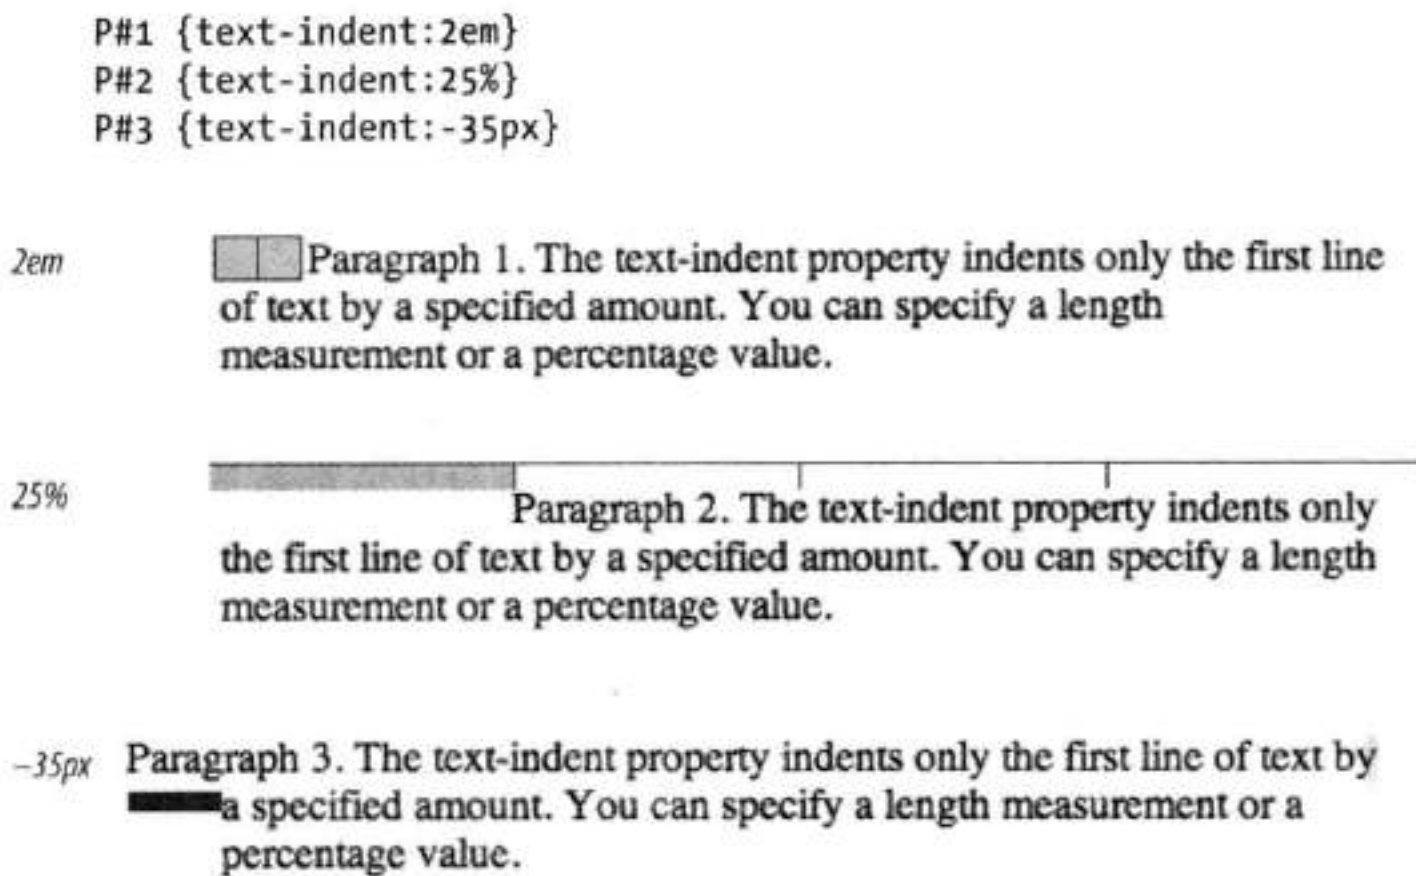 P#1 {text-indent:2em}
P#2 {text-indent:25%}
P#3 {text-indent:-35px}
2em
Paragraph 1. The text-indent property indents only the first line
of text by a specified amount. You can specify a length
measurement or a percentage value.
25%
Paragraph 2. The text-indent property indents only
the first line of text by a specified amount. You can specify a length
measurement or a percentage value.
–35px
Paragraph 3. The text-indent property indents only the first line of text by
a specified amount. You can specify a length measurement or a
percentage value.